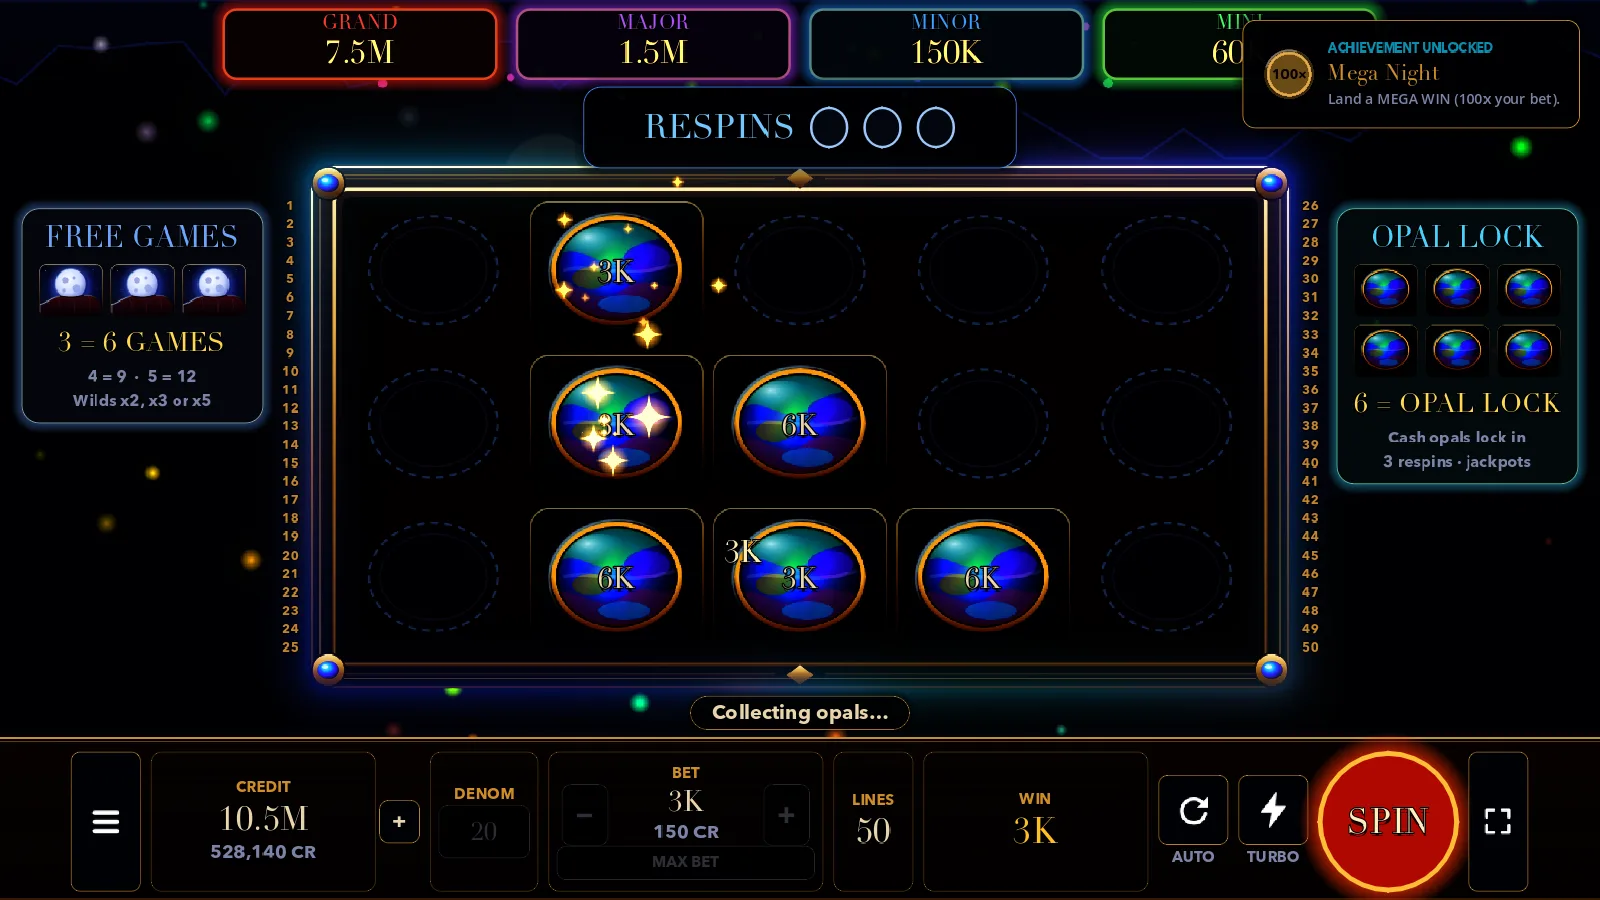 GRAND
7.5M
MAJOR
1.5M
MINOR
150K
MINI
60
ACHIEVEMENT UNLOCKED
100x
Mega Night
Land a MEGA WIN (100x your bet).
RESPINS
FREE GAMES
3 = 6 GAMES
4 = 9 · 5 = 12
Wilds x2, x3 or x5
1
2
3
4
5
6
7
8
9
10
11
12
13
14
15
16
17
18
19
20
21
22
23
24
25
3K
3K
6K
6K
3K
3K
6K
26
27
28
29
30
31
32
33
34
35
36
37
38
39
40
41
42
43
44
45
46
47
48
49
50
OPAL LOCK
6 = OPAL LOCK
Cash opals lock in
3 respins · jackpots
Collecting opals...
CREDIT
10.5M
528,140 CR
+
DENOM
20
BET
−
3K
+
150 CR
MAX BET
LINES
50
WIN
3K
AUTO
TURBO
SPIN